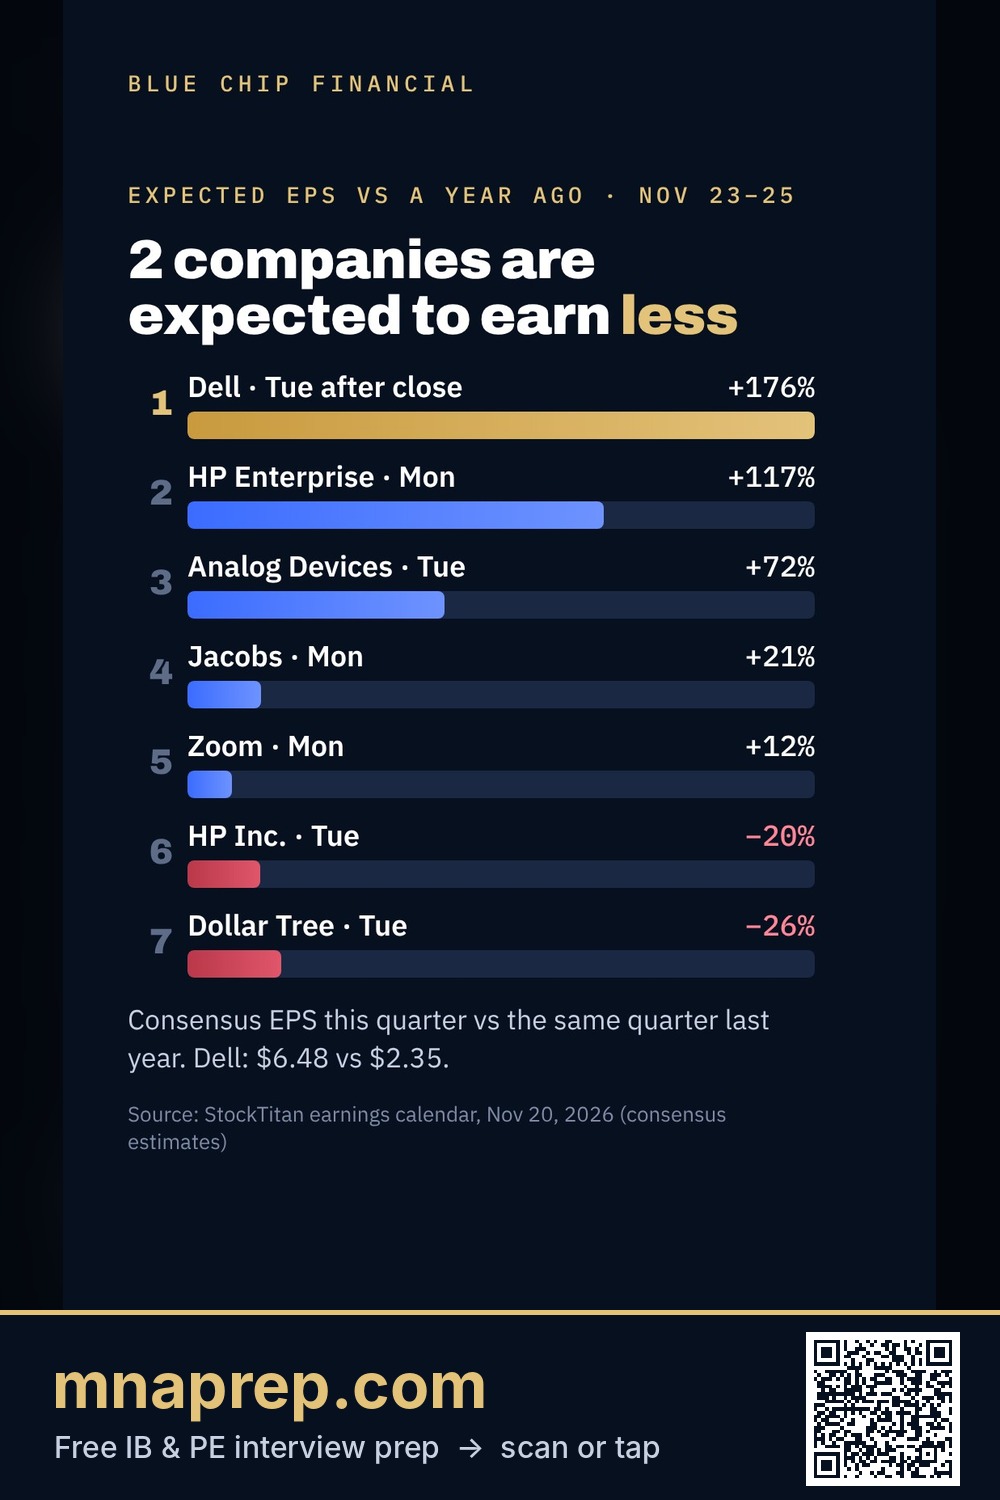 BLUE CHIP FINANCIAL
EXPECTED EPS VS A YEAR AGO · NOV 23–25
2 companies are
expected to earn less
1 Dell · Tue after close +176%
2 HP Enterprise · Mon +117%
3 Analog Devices · Tue +72%
4 Jacobs · Mon +21%
5 Zoom · Mon +12%
6 HP Inc. · Tue −20%
7 Dollar Tree · Tue −26%
Consensus EPS this quarter vs the same quarter last
year. Dell: $6.48 vs $2.35.
Source: StockTitan earnings calendar, Nov 20, 2026 (consensus
estimates)
mnaprep.com
Free IB & PE interview prep → scan or tap